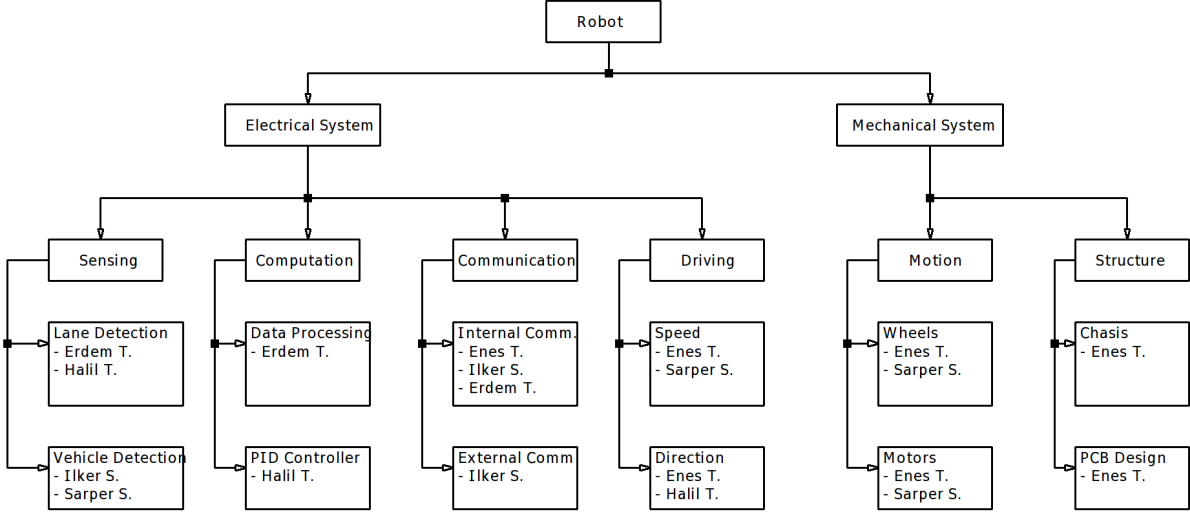 Robot
Electrical System
Mechanical System
Sensing
Computation
Communication
Driving
Motion
Structure
Lane Detection
- Erdem T.
- Halil T.
Data Processing
- Erdem T.
Internal Comm.
- Enes T.
- Ilker S.
- Erdem T.
Speed
- Enes T.
- Sarper S.
Wheels
- Enes T.
- Sarper S.
Chasis
- Enes T.
Vehicle Detection
- Ilker S.
- Sarper S.
PID Controller
- Halil T.
External Comm
- Ilker S.
Direction
- Enes T.
- Halil T.
Motors
- Enes T.
- Sarper S.
PCB Design
- Enes T.